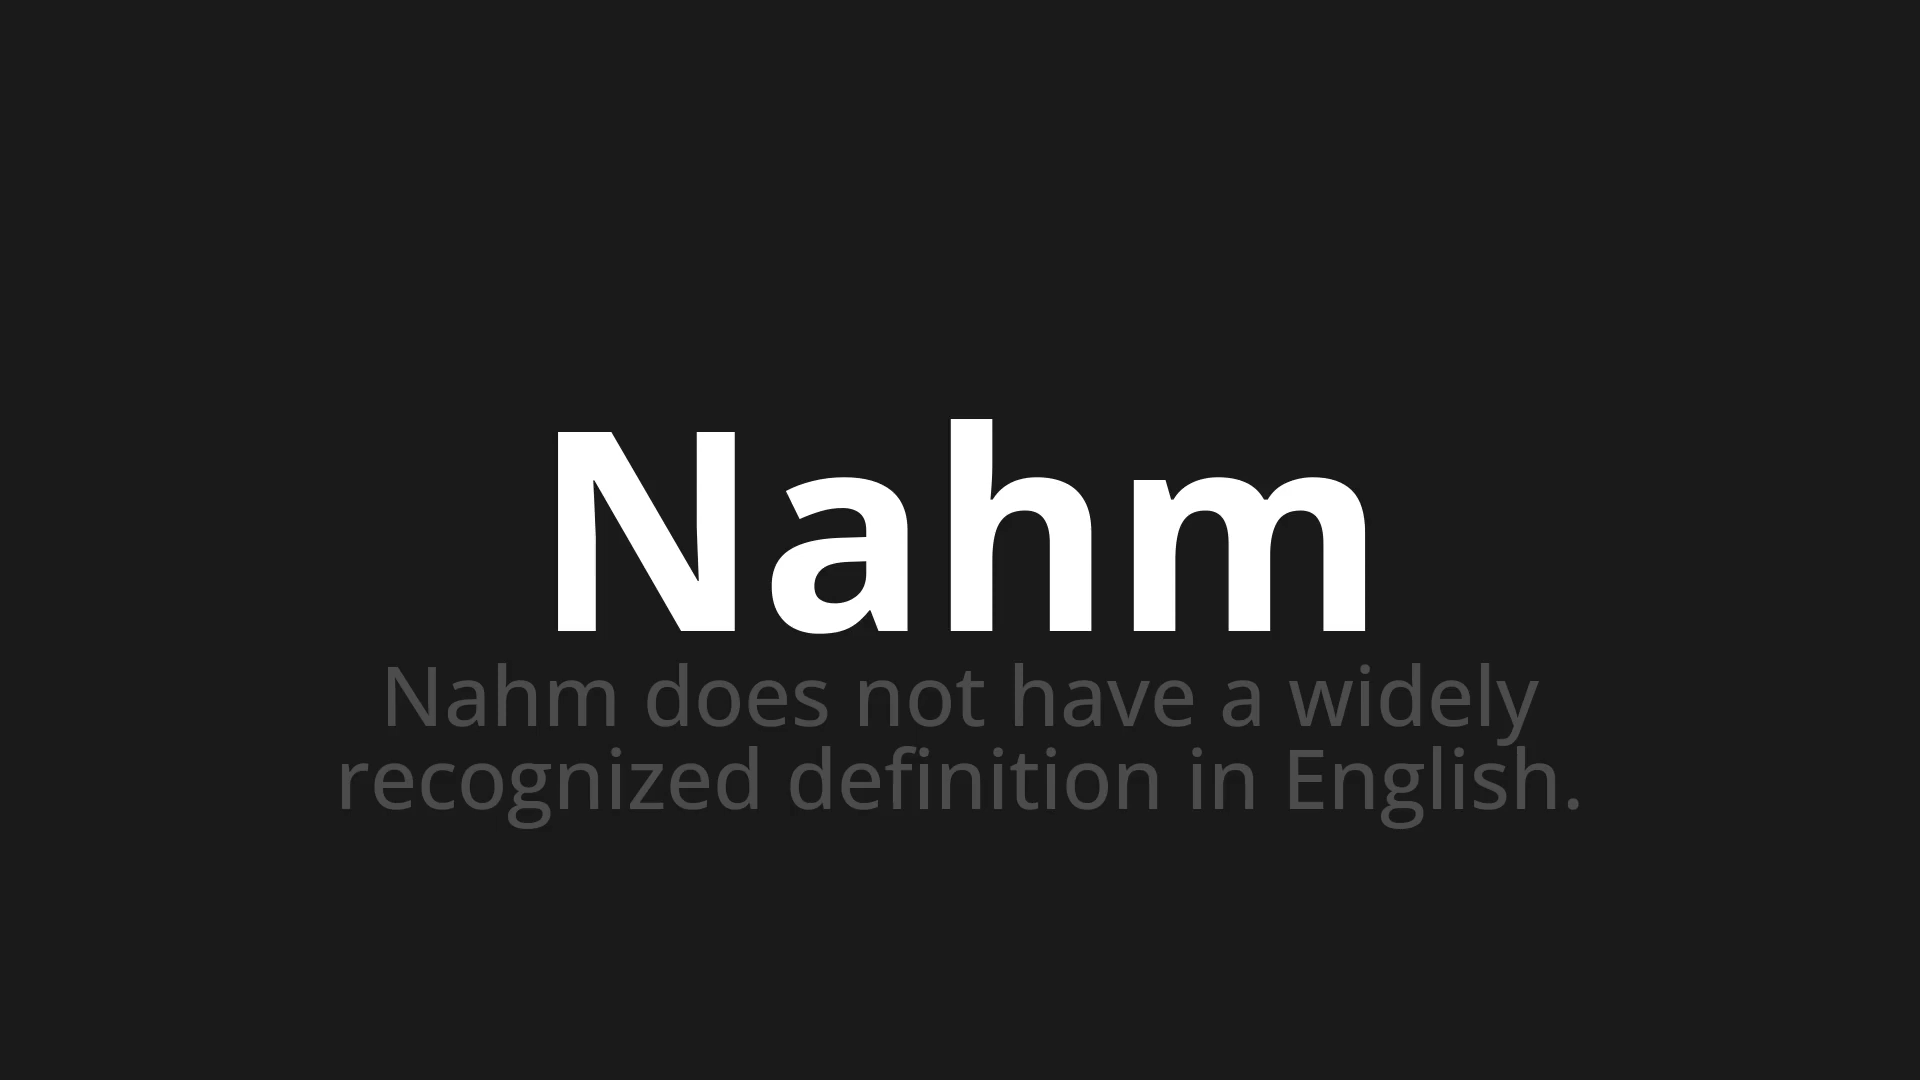 Nahm
Nahm does not have a widely
recognized definition in English.